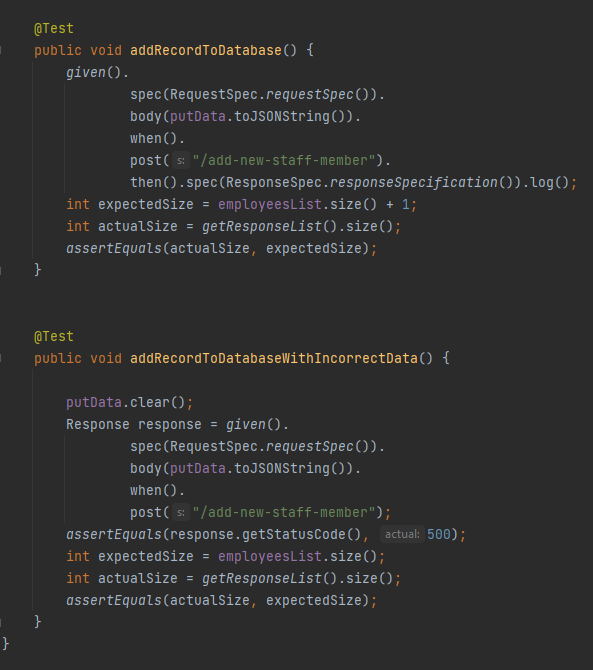 @Test
public void addRecordToDatabase() {
given().
spec(RequestSpec.requestSpec()).
body(putData.toJSONString()).
when().
post( s: "/add-new-staff-member").
then().spec(ResponseSpec.responseSpecification()).log();
int expectedSize = employeesList.size() + 1;
int actualSize = getResponseList().size();
assertEquals(actualSize, expectedSize);
}
@Test
public void addRecordToDatabaseWithIncorrectData() {
putData.clear();
Response response = given().
spec(RequestSpec.requestSpec()).
body(putData.toJSONString()).
when().
post( s: "/add-new-staff-member");
assertEquals(response.getStatusCode(), actual: 500);
int expectedSize = employeesList.size();
int actualSize = getResponseList().size();
assertEquals(actualSize, expectedSize);
}
}